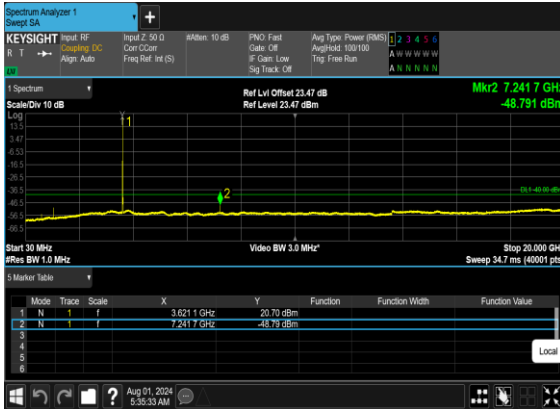 Spectrum Analyzer 1
Swept SA
+
KEYSIGHT
R T
Input: RF
Coupling: DC
Align: Auto
Input Z: 50 Ω
Corr CCorr
Freq Ref: Int (S)
#Atten: 10 dB
PNO: Fast
Gate: Off
IF Gain: Low
Sig Track: Off
Avg Type: Power (RMS)
Avg|Hold: 100/100
Trig: Free Run
1 2 3 4 5 6
A W W W W W
A N N N N N
1 Spectrum
Scale/Div 10 dB
Ref Lvl Offset 23.47 dB
Ref Level 23.47 dBm
Mkr2 7.241 7 GHz
-48.791 dBm
Log
13.5
3.47
-6.53
-16.5
-26.5
-36.5
-46.5
-56.5
-66.5
1
2
DL1 -40.00 dBm
Start 30 MHz
#Res BW 1.0 MHz
Video BW 3.0 MHz*
Stop 20.000 GHz
Sweep 34.7 ms (40001 pts)
5 Marker Table
Mode Trace Scale X Y Function Function Width Function Value
1 N 1 f 3.621 1 GHz 20.70 dBm
2 N 1 f 7.241 7 GHz -48.79 dBm
3
4
5
6
Local
?
Aug 01, 2024
5:35:33 AM